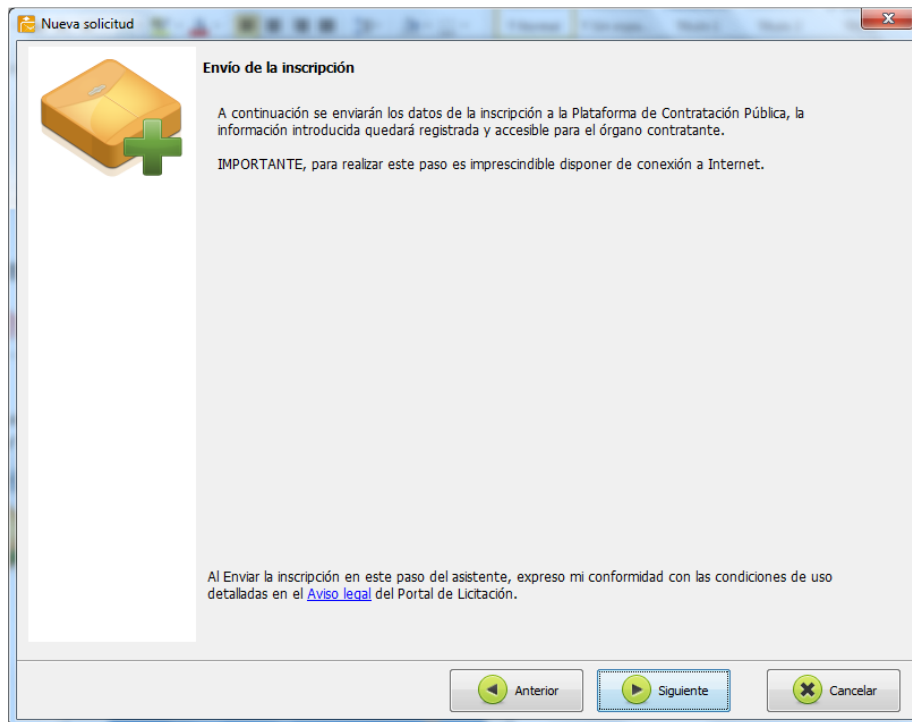 Nueva solicitud
Envío de la inscripción
A continuación se enviarán los datos de la inscripción a la Plataforma de Contratación Pública, la
información introducida quedará registrada y accesible para el órgano contratante.
IMPORTANTE, para realizar este paso es imprescindible disponer de conexión a Internet.
Al Enviar la inscripción en este paso del asistente, expreso mi conformidad con las condiciones de uso
detalladas en el Aviso legal del Portal de Licitación.
Anterior
Siguiente
Cancelar